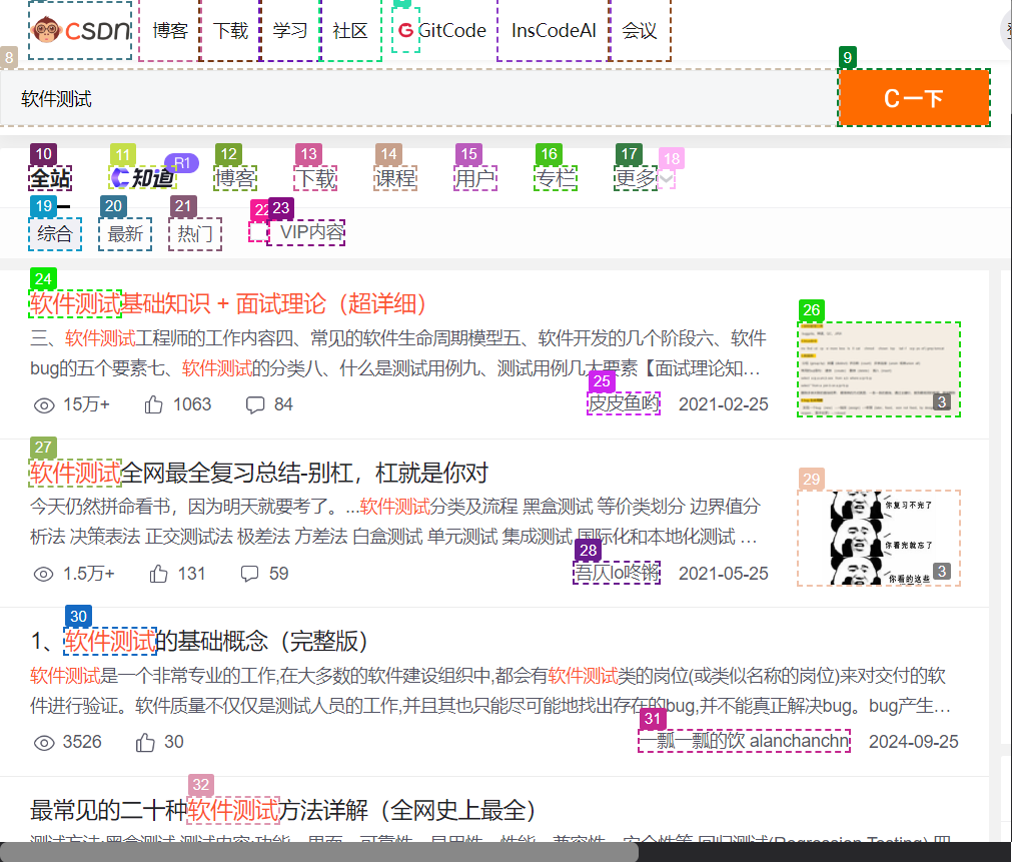 CSDN 博客 下载 学习 社区 GitCode InsCodeAI 会议
8 9
软件测试 C一下
10 11 12 13 14 15 16 17 18
全站 C知道 R1 博客 下载 课程 用户 专栏 更多
19 20 21 22 23
综合 最新 热门 VIP内容
24
软件测试基础知识 + 面试理论（超详细）
26
三、软件测试工程师的工作内容四、常见的软件生命周期模型五、软件开发的几个阶段六、软件
bug的五个要素七、软件测试的分类八、什么是测试用例九、测试用例几大要素【面试理论知...
25
15万+ 1063 84 皮皮鱼哟 2021-02-25 3
27
软件测试全网最全复习总结-别杠，杠就是你对
29
今天仍然拼命看书，因为明天就要考了。...软件测试分类及流程 黑盒测试 等价类划分 边界值分
你复习不完了
析法 决策表法 正交测试法 极差法 方差法 白盒测试 单元测试 集成测试 国际化和本地化测试 ...
你看完就忘了
28
1.5万+ 131 59 吾仄lo咚锵 2021-05-25 3
你看的这些
30
1、软件测试的基础概念（完整版）
软件测试是一个非常专业的工作,在大多数的软件建设组织中,都会有软件测试类的岗位(或类似名称的岗位)来对交付的软
件进行验证。软件质量不仅仅是测试人员的工作,并且其也只能尽可能地找出存在的bug,并不能真正解决bug。bug产生...
31
3526 30 一瓢一瓢的饮 alanchanchn 2024-09-25
32
最常见的二十种软件测试方法详解（全网史上最全）